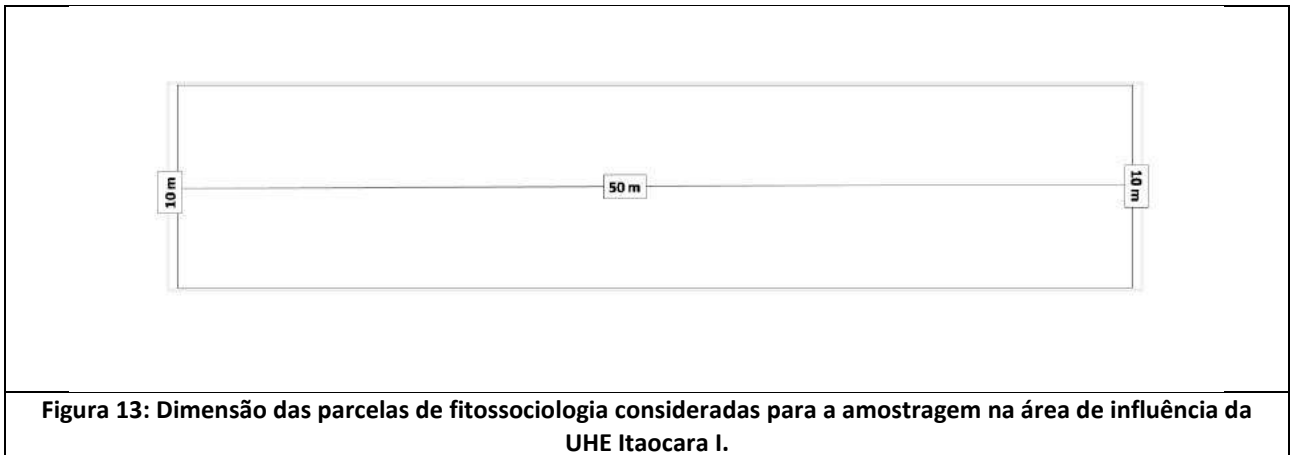 10 m
50 m
10 m
Figura 13: Dimensão das parcelas de fitossociologia consideradas para a amostragem na área de influência da
UHE Itaocara I.